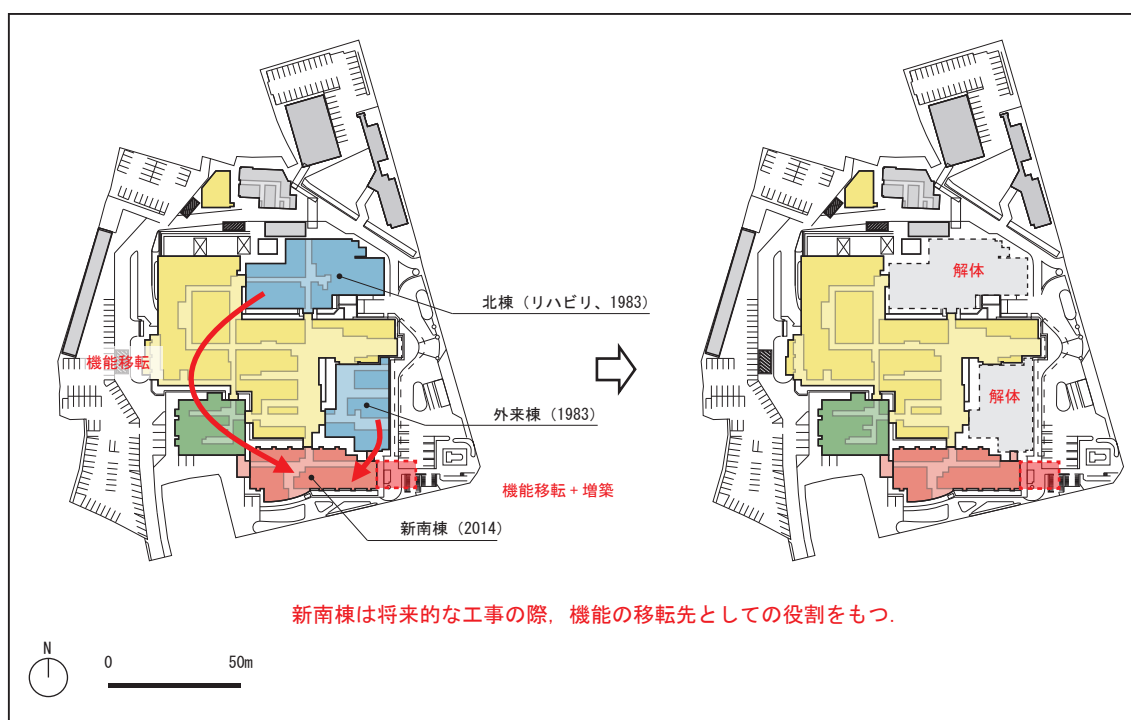 解体
北棟（リハビリ、1983）
機能移転
解体
外来棟（1983）
機能移転＋増築
新南棟（2014）
新南棟は将来的な工事の際，機能の移転先としての役割をもつ．
N
0
50m